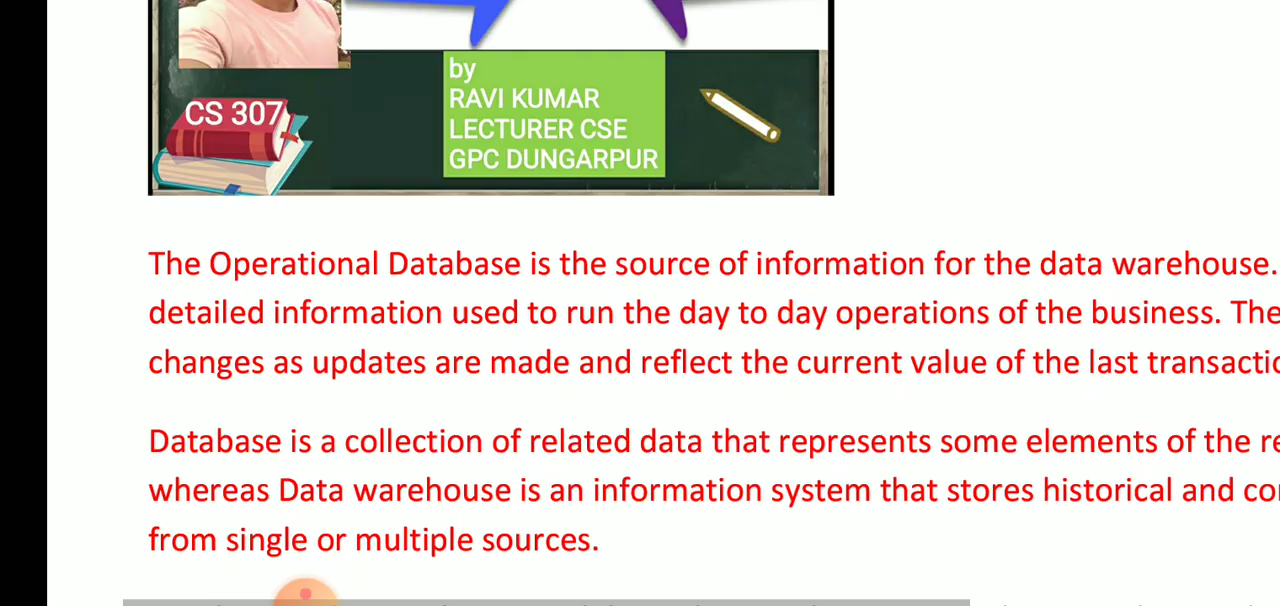 by
RAVI KUMAR
LECTURER CSE
GPC DUNGARPUR
CS 307
The Operational Database is the source of information for the data warehouse.
detailed information used to run the day to day operations of the business. The
changes as updates are made and reflect the current value of the last
Database is a collection of related data that represents some elements of the
whereas Data warehouse is an information system that stores historical and
from single or multiple sources.